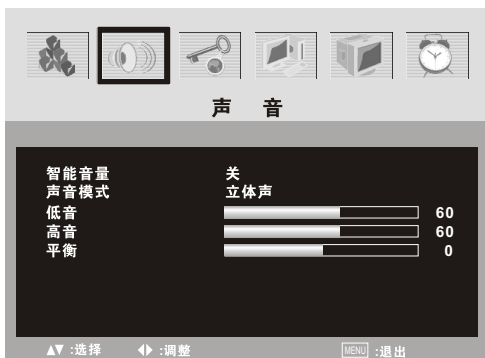 声 音
智能音量 关
声音模式 立体声
低音 60
高音 60
平衡 0
▲▼ :选择 ◀▶ :调整 MENU :退出